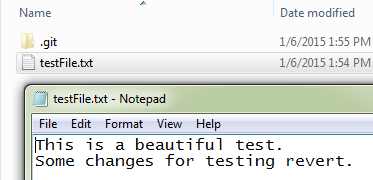 Name Date modified
.git 1/6/2015 1:55 PM
testFile.txt 1/6/2015 1:54 PM
testFile.txt - Notepad
File Edit Format View Help
This is a beautiful test.
Some changes for testing revert.